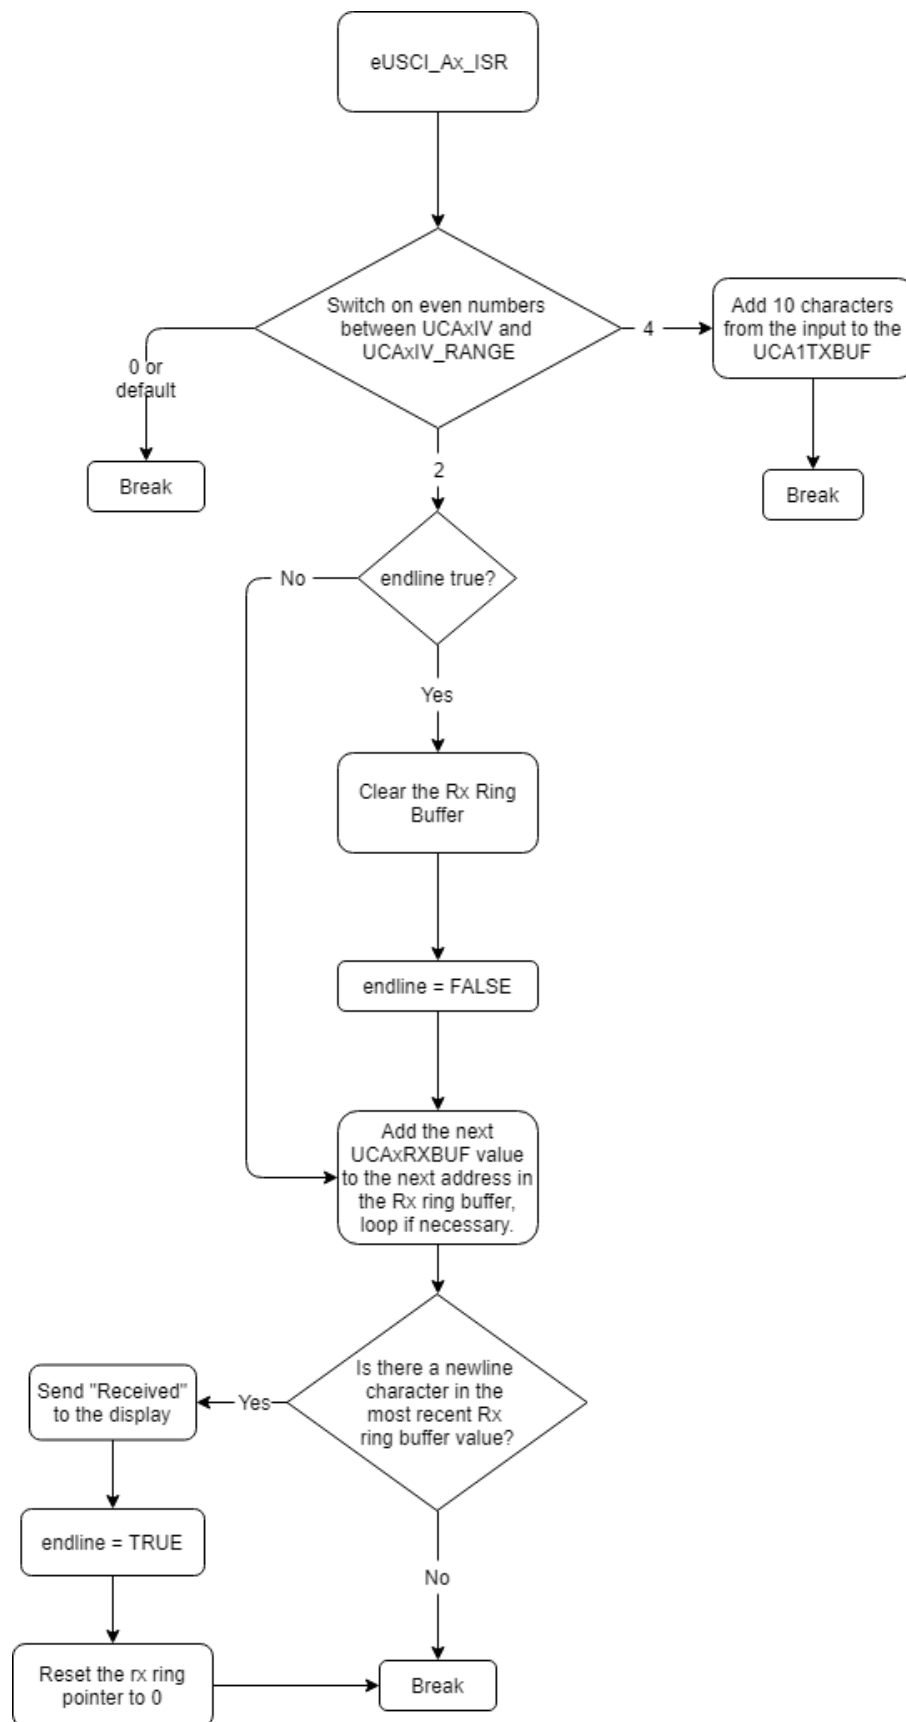 eUSCI_Ax_ISR
Switch on even numbers
between UCAxIV and
UCAxIV_RANGE
4
Add 10 characters
from the input to the
UCA1TXBUF
0 or
default
Break
2
Break
endline true?
No
Yes
Clear the Rx Ring
Buffer
endline = FALSE
Add the next
UCAxRXBUF value
to the next address in
the Rx ring buffer,
loop if necessary.
Is there a newline
character in the
most recent Rx
ring buffer value?
Yes
Send "Received"
to the display
endline = TRUE
No
Reset the rx ring
pointer to 0
Break